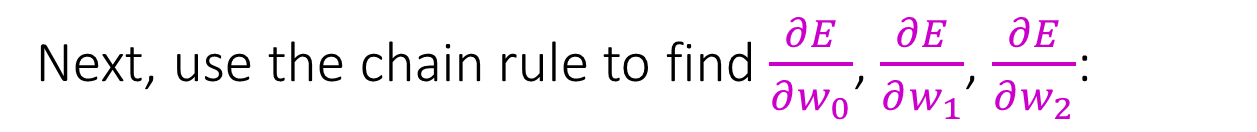 Next, use the chain rule to find ∂E/∂w₀, ∂E/∂w₁, ∂E/∂w₂: